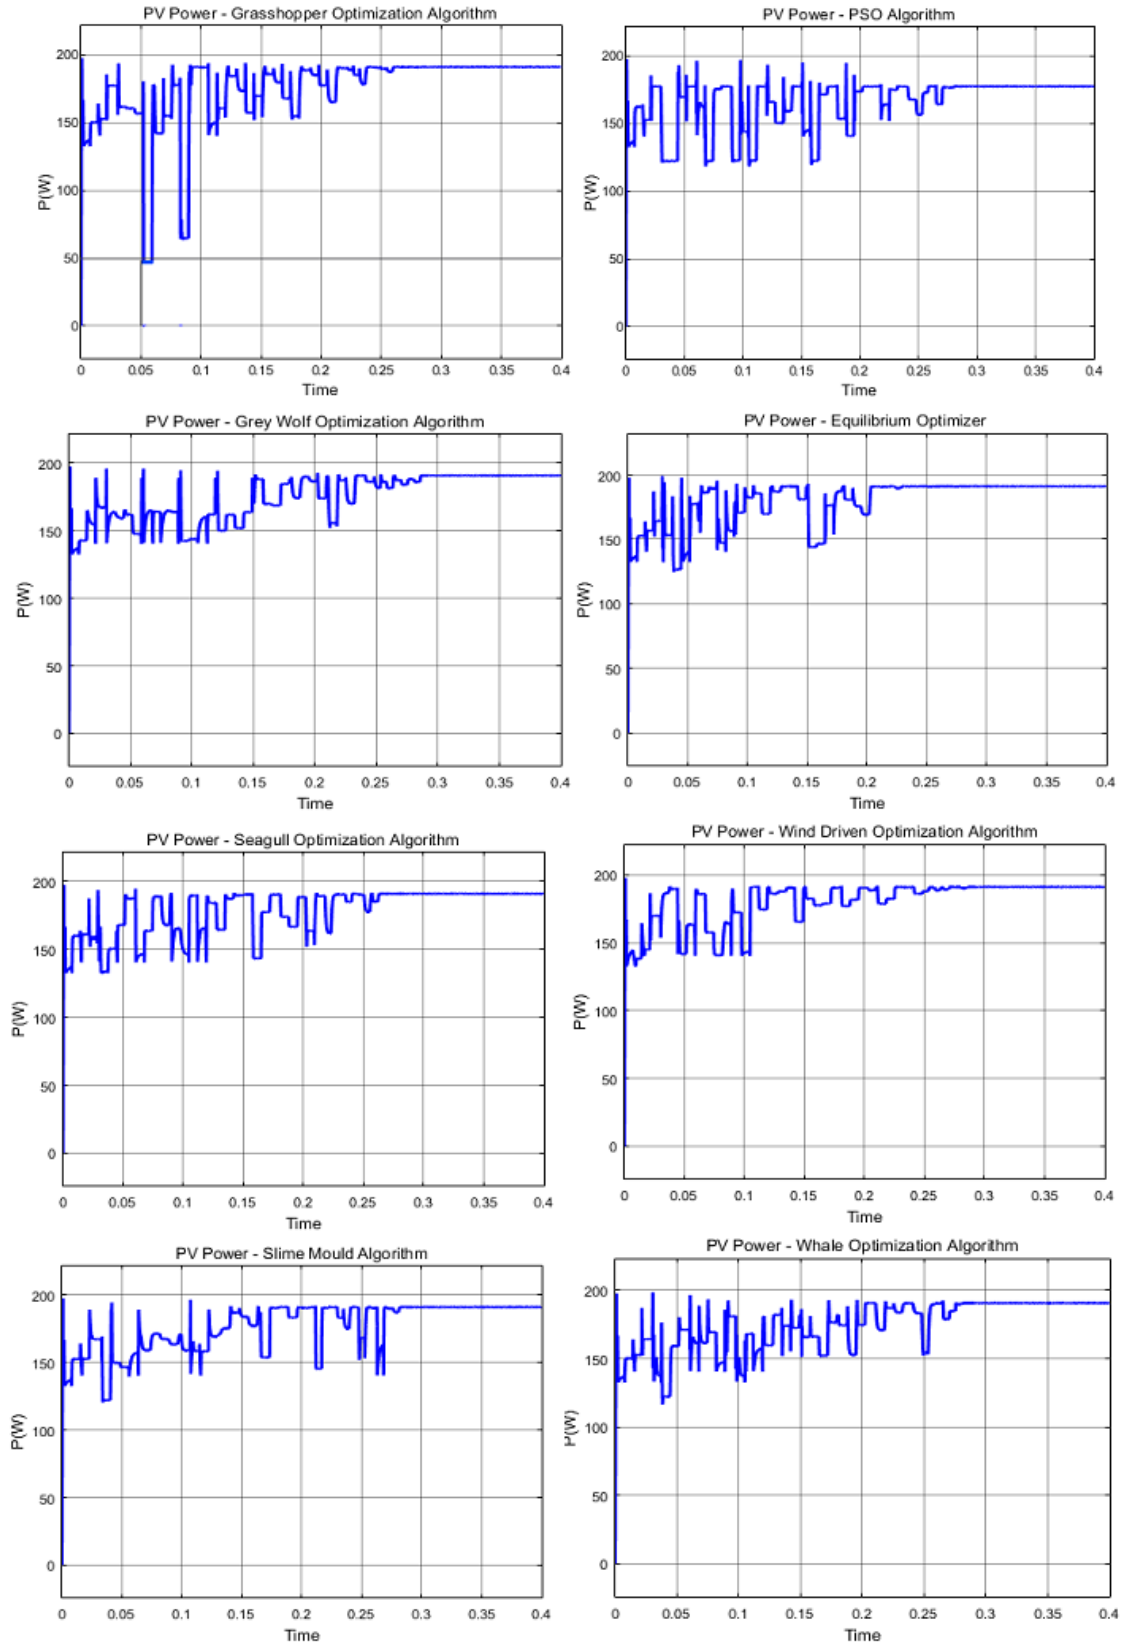 PV Power - Grasshopper Optimization Algorithm
200
150
100
50
0
P(W)
0 0.05 0.1 0.15 0.2 0.25 0.3 0.35 0.4
Time
PV Power - PSO Algorithm
200
150
100
50
0
P(W)
0 0.05 0.1 0.15 0.2 0.25 0.3 0.35 0.4
Time
PV Power - Grey Wolf Optimization Algorithm
200
150
100
50
0
P(W)
0 0.05 0.1 0.15 0.2 0.25 0.3 0.35 0.4
Time
PV Power - Equilibrium Optimizer
200
150
100
50
0
P(W)
0 0.05 0.1 0.15 0.2 0.25 0.3 0.35 0.4
Time
PV Power - Seagull Optimization Algorithm
200
150
100
50
0
P(W)
0 0.05 0.1 0.15 0.2 0.25 0.3 0.35 0.4
Time
PV Power - Wind Driven Optimization Algorithm
200
150
100
50
0
P(W)
0 0.05 0.1 0.15 0.2 0.25 0.3 0.35 0.4
Time
PV Power - Slime Mould Algorithm
200
150
100
50
0
P(W)
0 0.05 0.1 0.15 0.2 0.25 0.3 0.35 0.4
Time
PV Power - Whale Optimization Algorithm
200
150
100
50
0
P(W)
0 0.05 0.1 0.15 0.2 0.25 0.3 0.35 0.4
Time